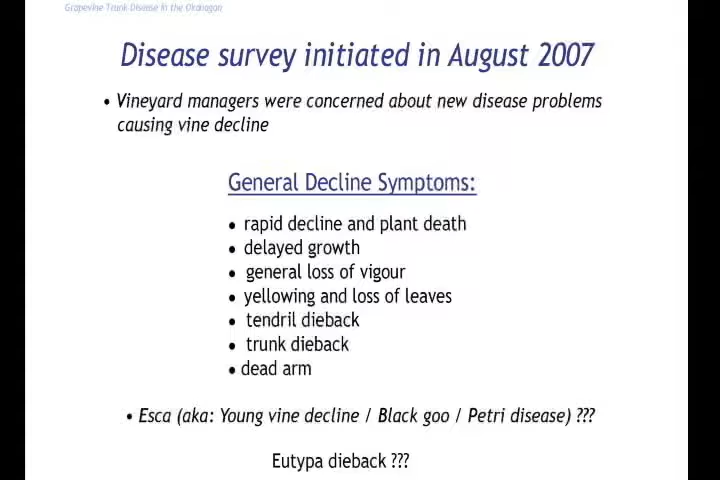 Grapevine Trunk Disease in the Okanagan
Disease survey initiated in August 2007
• Vineyard managers were concerned about new disease problems
causing vine decline
General Decline Symptoms:
• rapid decline and plant death
• delayed growth
• general loss of vigour
• yellowing and loss of leaves
• tendril dieback
• trunk dieback
• dead arm
• Esca (aka: Young vine decline / Black goo / Petri disease) ???
Eutypa dieback ???